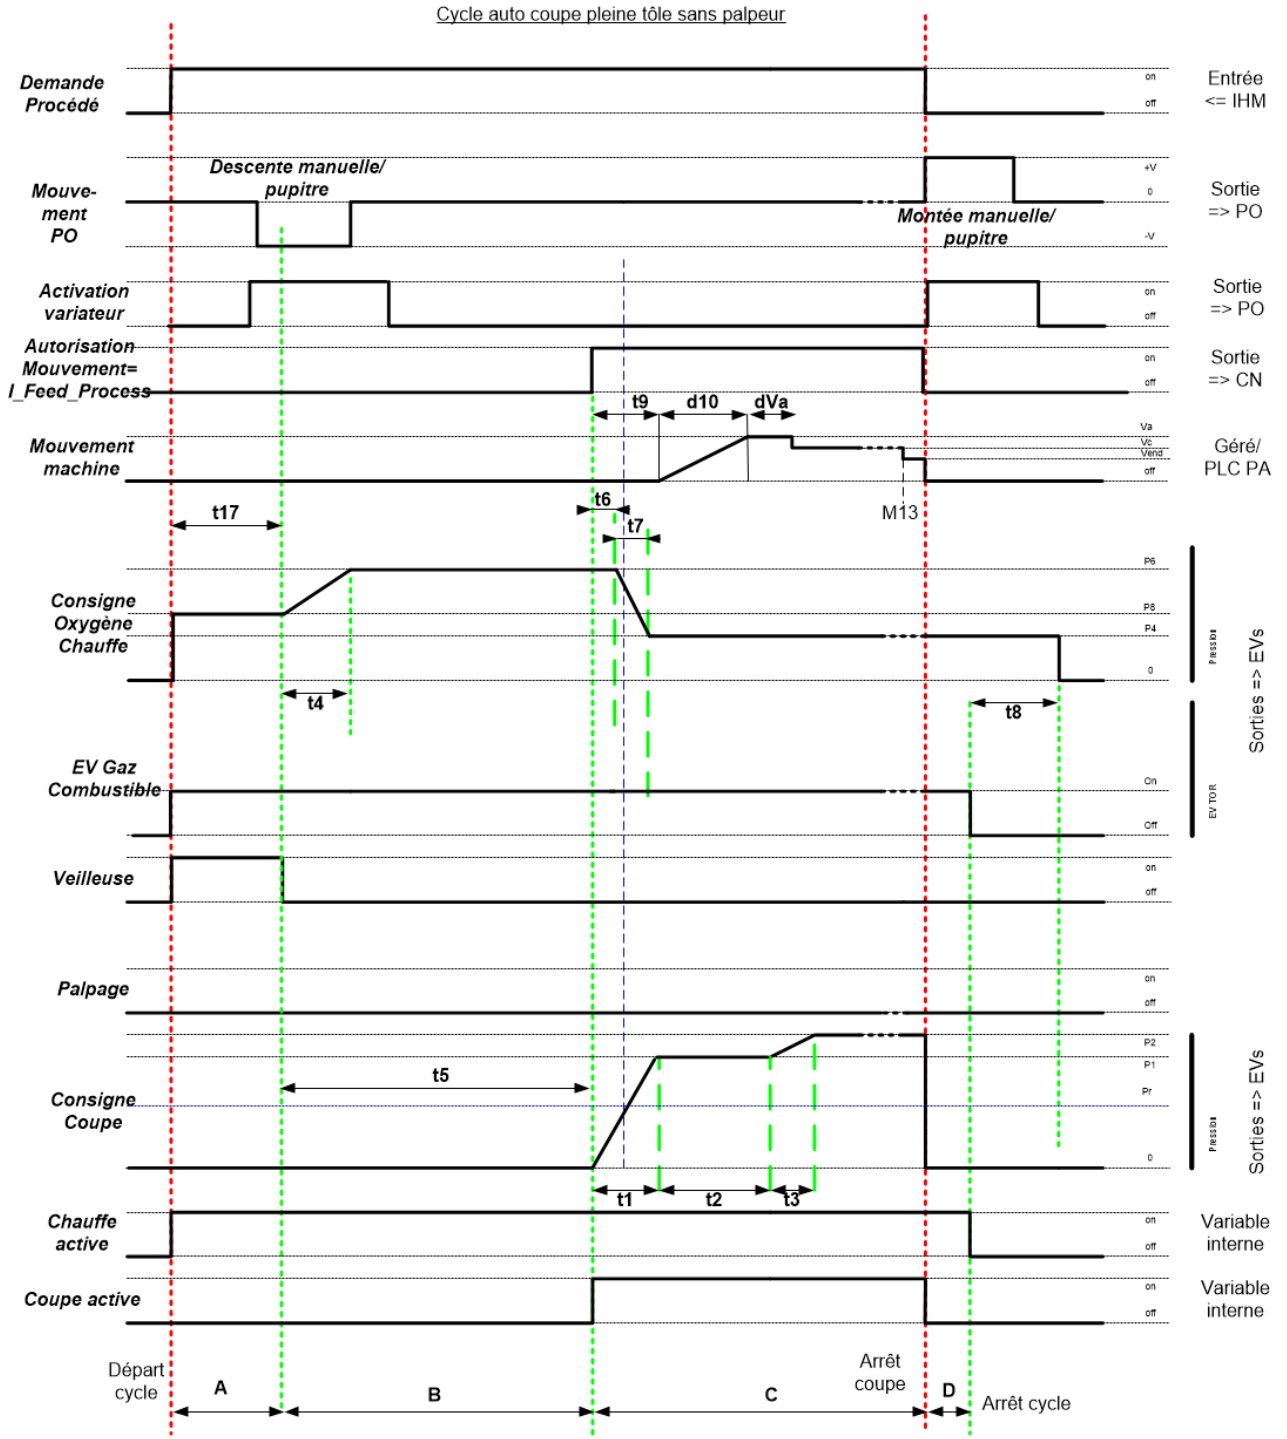 Cycle auto coupe pleine tôle sans palpeur
Demande
Procédé
on
off
Entrée
<= IHM
Descente manuelle/
pupitre
Mouve-
ment
PO
+V
0
-V
Sortie
=> PO
Montée manuelle/
pupitre
Activation
variateur
on
off
Sortie
=> PO
Autorisation
Mouvement=
I_Feed_Process
on
off
Sortie
=> CN
t9
d10
dVa
Mouvement
machine
Va
Vc
Vend
off
Géré/
PLC PA
M13
t17
t6
t7
Consigne
Oxygène
Chauffe
P6
P8
P4
0
Pression
Sorties => EVs
t4
t8
EV Gaz
Combustible
On
Off
EV TOR
Veilleuse
on
off
Palpage
on
off
t5
Consigne
Coupe
P2
P1
Pr
0
Pression
Sorties => EVs
t1
t2
t3
Chauffe
active
on
off
Variable
interne
Coupe active
on
off
Variable
interne
Départ
cycle
A
B
C
Arrêt
coupe
D
Arrêt cycle